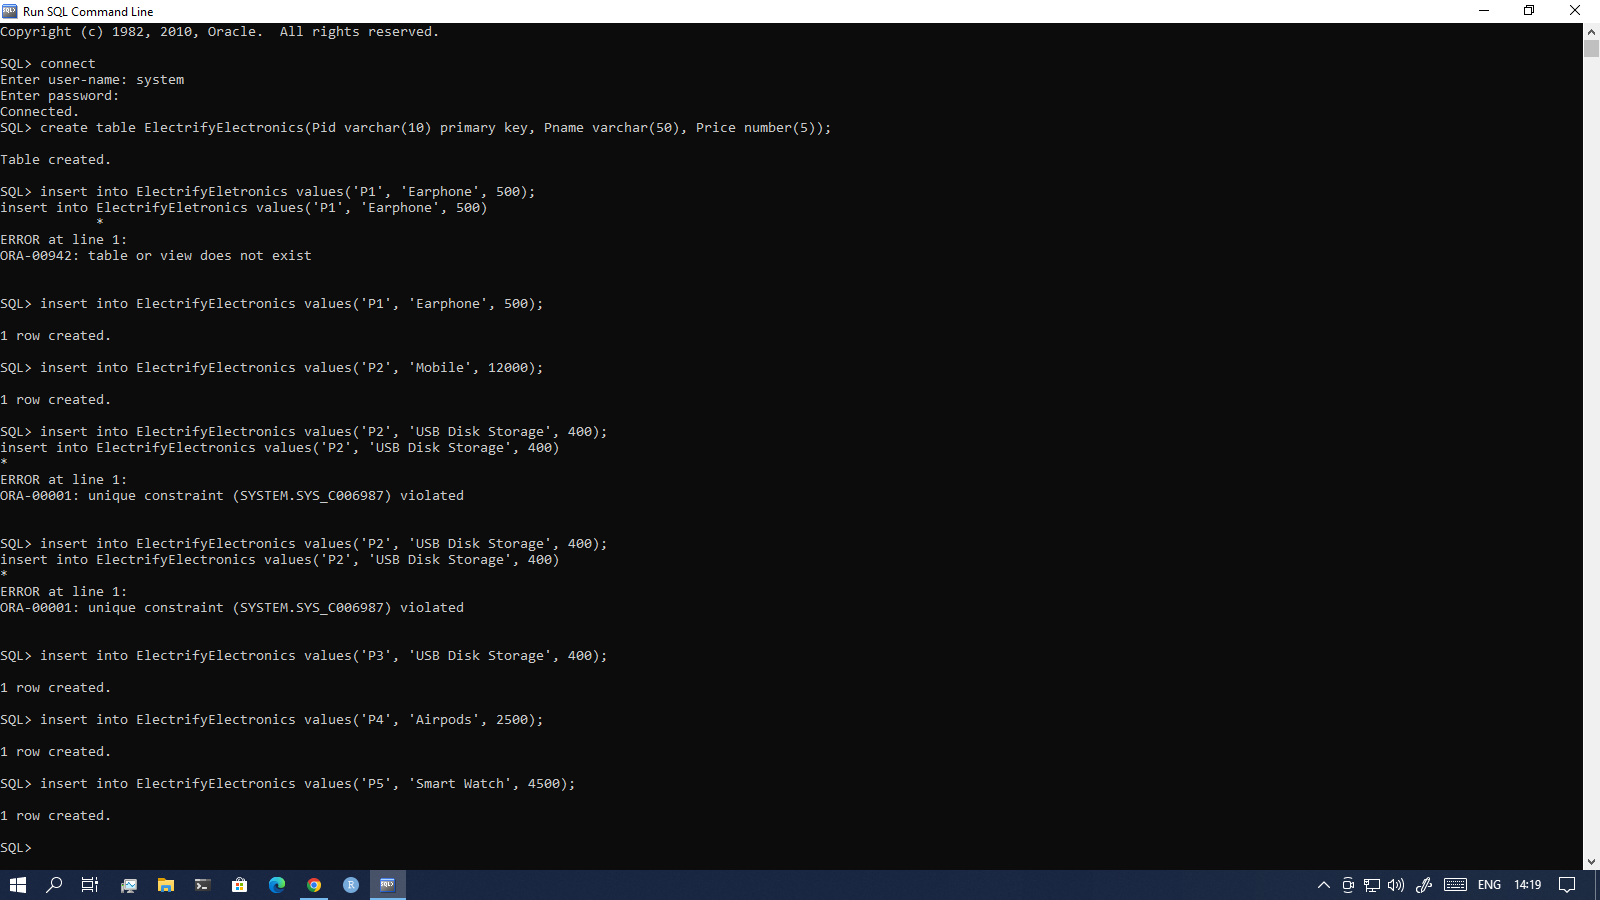 Run SQL Command Line
Copyright (c) 1982, 2010, Oracle.  All rights reserved.
SQL> connect
Enter user-name: system
Enter password:
Connected.
SQL> create table ElectrifyElectronics(Pid varchar(10) primary key, Pname varchar(50), Price number(5));
Table created.
SQL> insert into ElectrifyEletronics values('P1', 'Earphone', 500);
insert into ElectrifyEletronics values('P1', 'Earphone', 500)
            *
ERROR at line 1:
ORA-00942: table or view does not exist
SQL> insert into ElectrifyElectronics values('P1', 'Earphone', 500);
1 row created.
SQL> insert into ElectrifyElectronics values('P2', 'Mobile', 12000);
1 row created.
SQL> insert into ElectrifyElectronics values('P2', 'USB Disk Storage', 400);
insert into ElectrifyElectronics values('P2', 'USB Disk Storage', 400)
*
ERROR at line 1:
ORA-00001: unique constraint (SYSTEM.SYS_C006987) violated
SQL> insert into ElectrifyElectronics values('P2', 'USB Disk Storage', 400);
insert into ElectrifyElectronics values('P2', 'USB Disk Storage', 400)
*
ERROR at line 1:
ORA-00001: unique constraint (SYSTEM.SYS_C006987) violated
SQL> insert into ElectrifyElectronics values('P3', 'USB Disk Storage', 400);
1 row created.
SQL> insert into ElectrifyElectronics values('P4', 'Airpods', 2500);
1 row created.
SQL> insert into ElectrifyElectronics values('P5', 'Smart Watch', 4500);
1 row created.
SQL>
ENG 14:19